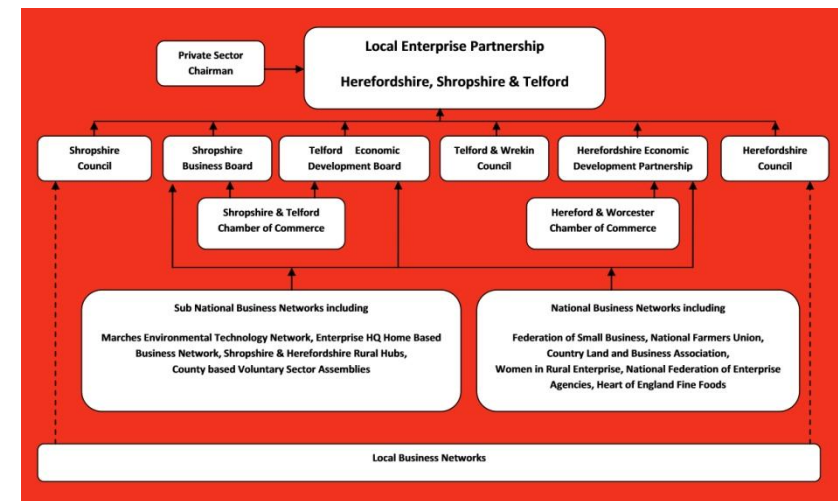 Local Enterprise Partnership
Herefordshire, Shropshire & Telford
Private Sector
Chairman
Shropshire
Council
Shropshire
Business Board
Telford Economic
Development Board
Telford & Wrekin
Council
Herefordshire Economic
Development Partnership
Herefordshire
Council
Shropshire & Telford
Chamber of Commerce
Hereford & Worcester
Chamber of Commerce
Sub National Business Networks including
Marches Environmental Technology Network, Enterprise HQ Home Based
Business Network, Shropshire & Herefordshire Rural Hubs,
County based Voluntary Sector Assemblies
National Business Networks including
Federation of Small Business, National Farmers Union,
Country Land and Business Association,
Women in Rural Enterprise, National Federation of Enterprise
Agencies, Heart of England Fine Foods
Local Business Networks